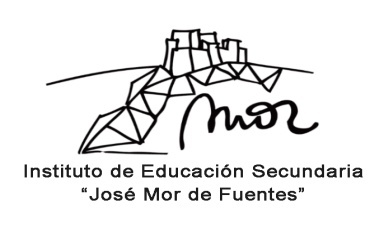 Mor
Instituto de Educación Secundaria
“José Mor de Fuentes”